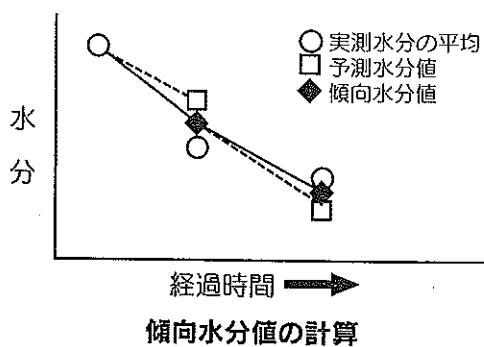 ○実測水分の平均
□予測水分値
◆傾向水分値
水分
経過時間
傾向水分値の計算